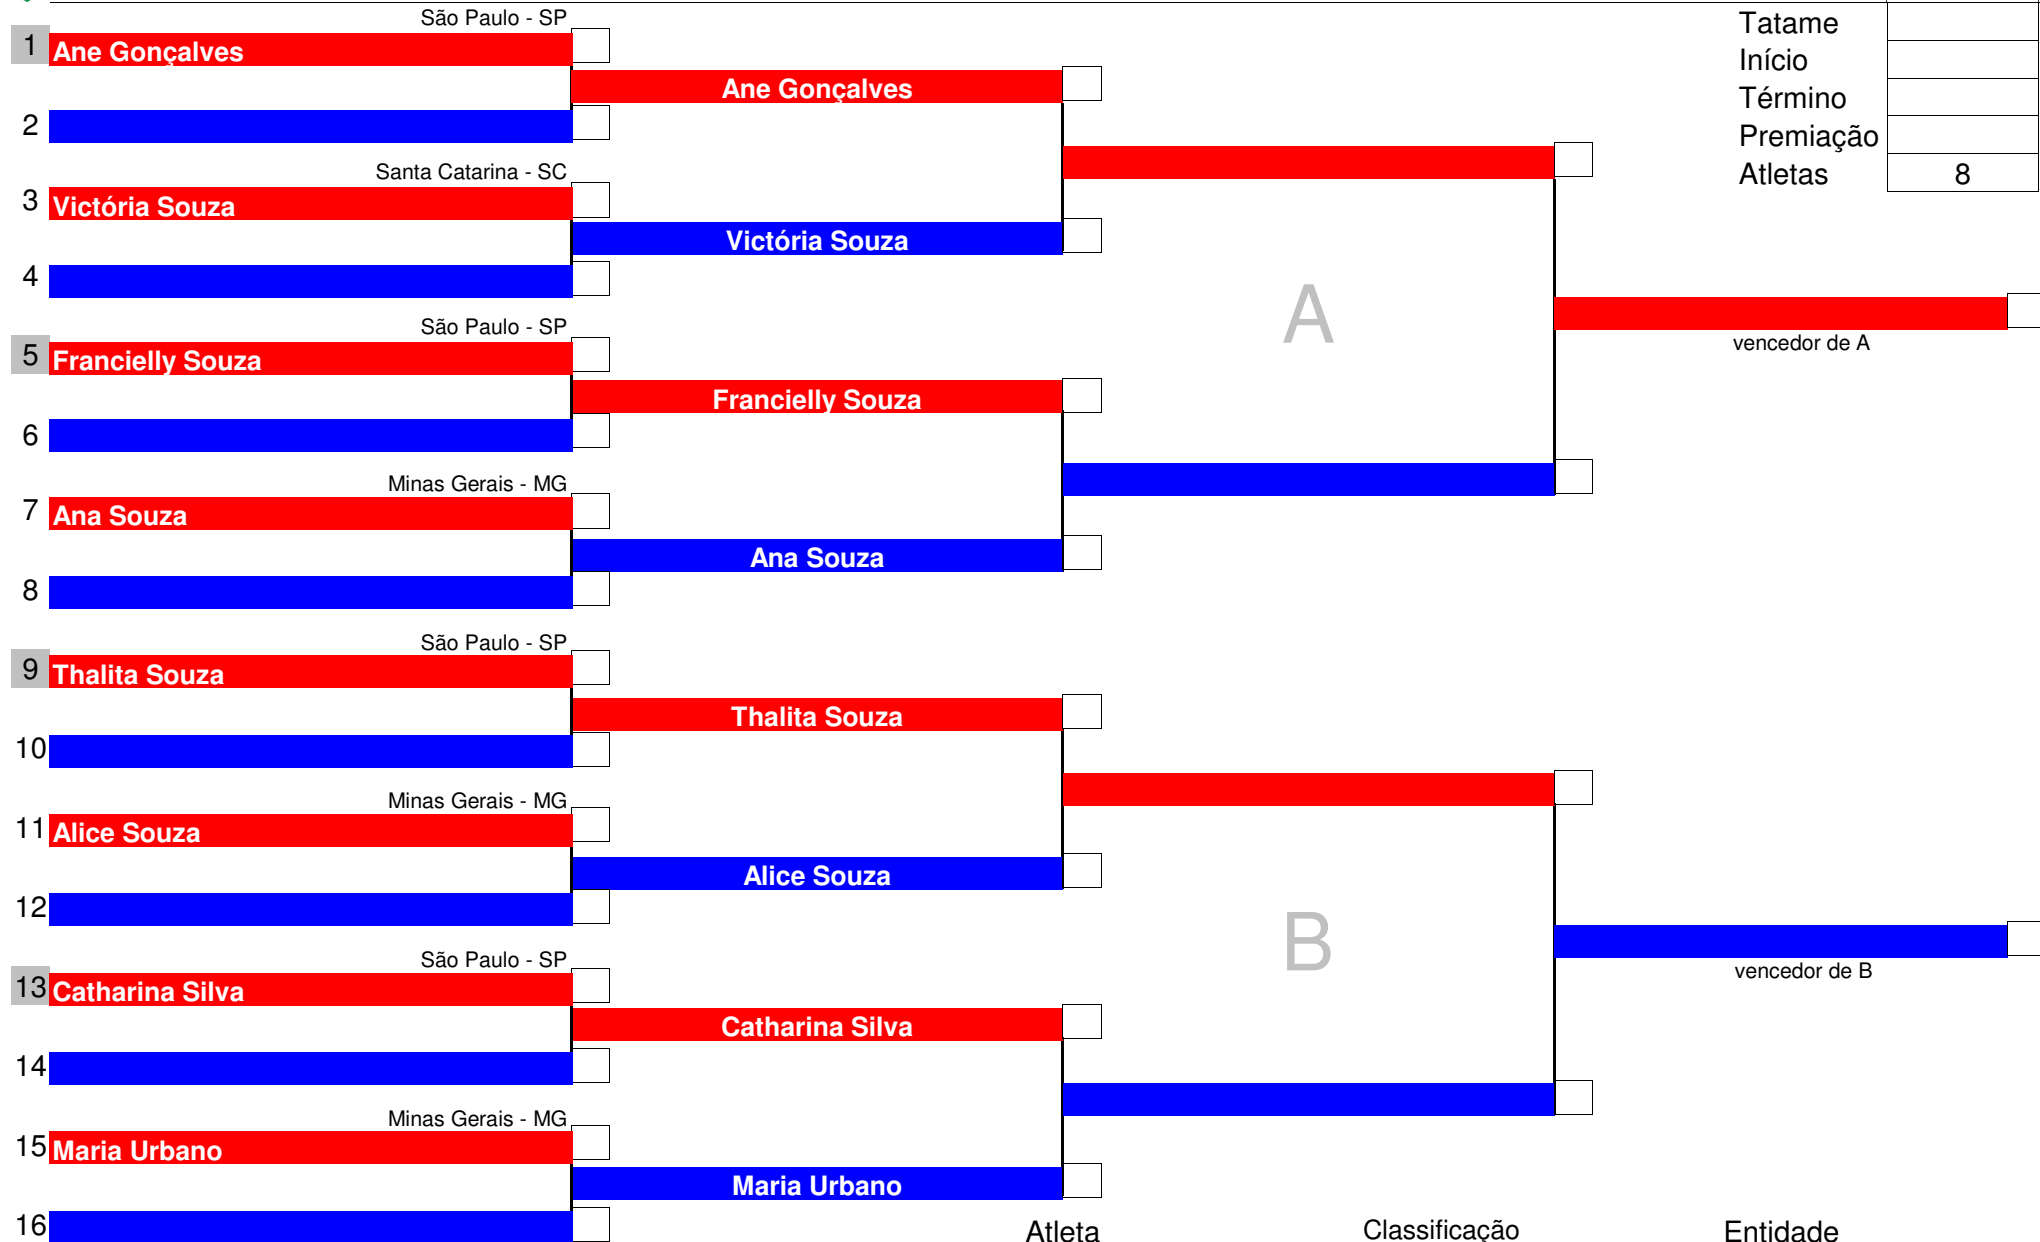 São Paulo - SP
1 Ane Gonçalves
Ane Gonçalves
2
Santa Catarina - SC
3 Victória Souza
Victória Souza
4
São Paulo - SP
5 Francielly Souza
Francielly Souza
6
Minas Gerais - MG
7 Ana Souza
Ana Souza
8
São Paulo - SP
9 Thalita Souza
Thalita Souza
10
Minas Gerais - MG
11 Alice Souza
Alice Souza
12
São Paulo - SP
13 Catharina Silva
Catharina Silva
14
Minas Gerais - MG
15 Maria Urbano
Maria Urbano
16
A
vencedor de A
B
vencedor de B
Tatame
Início
Término
Premiação
Atletas 8
Atleta Classificação Entidade